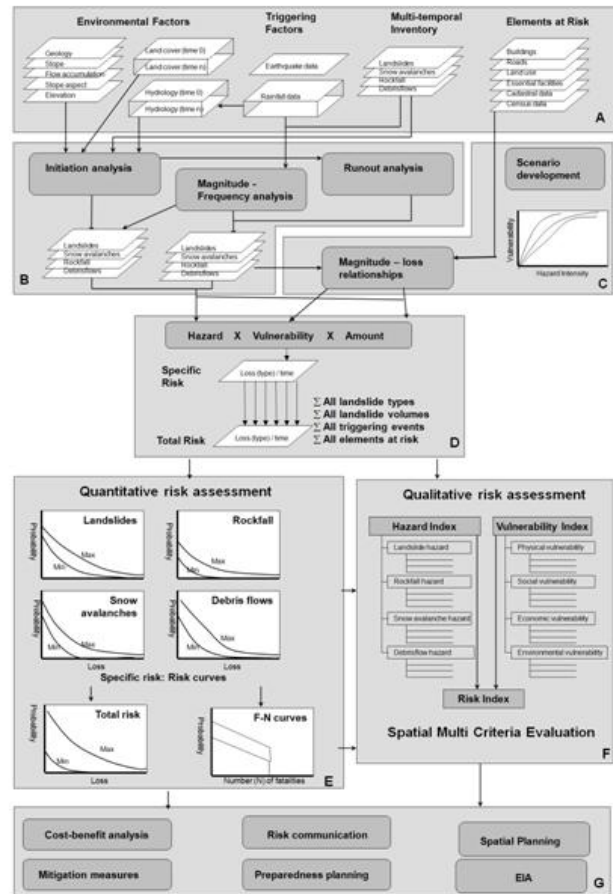 Environmental Factors
Triggering
Factors
Multi-temporal
Inventory
Elements at Risk
Geology
Slope
Flow accumulation
Slope aspect
Elevation
Land cover (time 0)
Land cover (time n)
Hydrology (time 0)
Hydrology (time n)
Earthquake data
Rainfall data
Landslides
Snow avalanches
Rockfall
Debrisflows
Buildings
Roads
Land use
Essential facilities
Cadastral data
Census data
A
Initiation analysis
Magnitude -
Frequency analysis
Runout analysis
Landslides
Snow avalanches
Rockfall
Debrisflows
Landslides
Snow avalanches
Rockfall
Debrisflows
B
Scenario
development
Magnitude – loss
relationships
Vulnerability
Hazard Intensity
C
Hazard X Vulnerability X Amount
Specific
Risk
Loss (type) / time
Σ All landslide types
Σ All landslide volumes
Σ All triggering events
Σ All elements at risk
Total Risk
Loss (type) / time
D
Quantitative risk assessment
Probability
Landslides
Min
Max
Probability
Rockfall
Min
Max
Probability
Snow
avalanches
Min
Max
Loss
Probability
Debris flows
Min
Max
Loss
Specific risk: Risk curves
Probability
Total risk
Min
Max
Loss
Probability
F-N curves
Number (N) of fatalities
E
Qualitative risk assessment
Hazard Index
Vulnerability Index
Landslide hazard
Rockfall hazard
Snow avalanche hazard
Debrisflow hazard
Physical vulnerability
Social vulnerability
Economic vulnerability
Environmental vulnerability
Risk Index
Spatial Multi Criteria Evaluation
F
Cost-benefit analysis
Risk communication
Spatial Planning
Mitigation measures
Preparedness planning
EIA
G